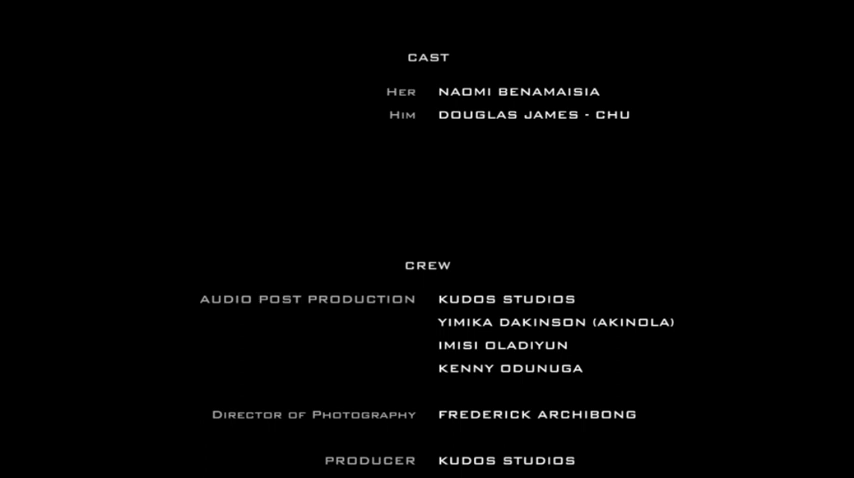 CAST
HER NAOMI BENAMAISIA
HIM DOUGLAS JAMES - CHU
CREW
AUDIO POST PRODUCTION KUDOS STUDIOS
YIMIKA DAKINSON (AKINOLA)
IMISI OLADIYUN
KENNY ODUNUGA
DIRECTOR OF PHOTOGRAPHY FREDERICK ARCHIBONG
PRODUCER KUDOS STUDIOS